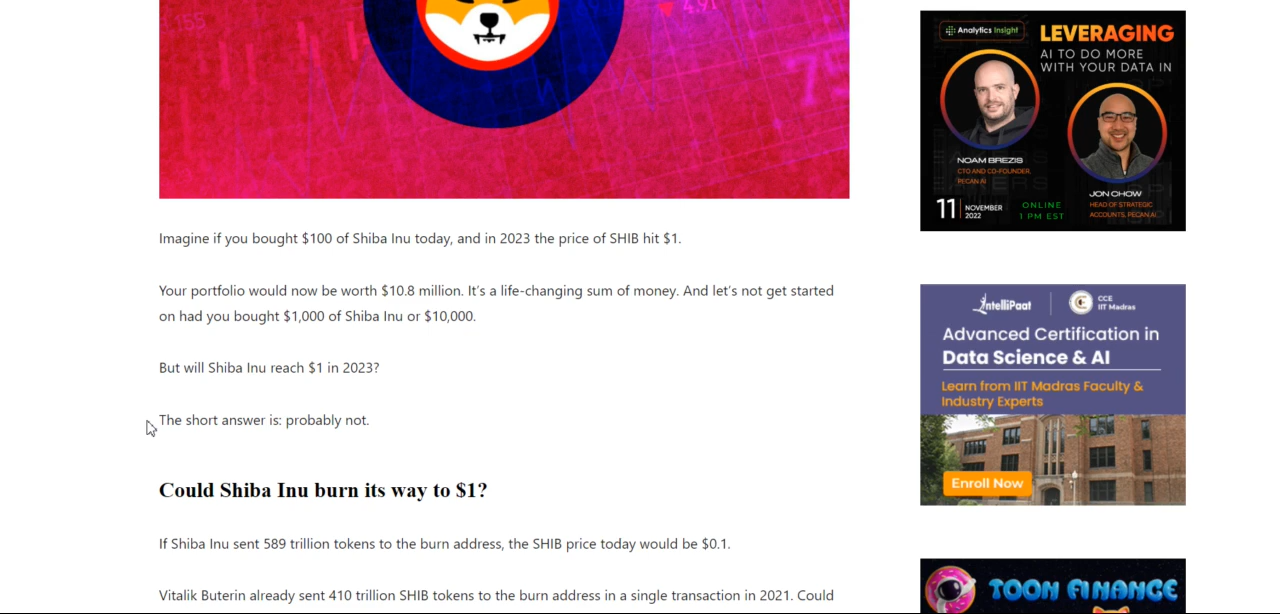 155
4.91
75
Imagine if you bought $100 of Shiba Inu today, and in 2023 the price of SHIB hit $1.
Your portfolio would now be worth $10.8 million. It's a life-changing sum of money. And let's not get started
on had you bought $1,000 of Shiba Inu or $10,000.
But will Shiba Inu reach $1 in 2023?
The short answer is: probably not.
Could Shiba Inu burn its way to $1?
If Shiba Inu sent 589 trillion tokens to the burn address, the SHIB price today would be $0.1.
Vitalik Buterin already sent 410 trillion SHIB tokens to the burn address in a single transaction in 2021. Could
Analytics Insight
LEVERAGING
AI TO DO MORE
WITH YOUR DATA IN
NOAM BREZIS
CTO AND CO-FOUNDER,
PECAN AI
JON CHOW
HEAD OF STRATEGIC
ACCOUNTS, PECAN AI
11 NOVEMBER
2022
ONLINE
1 PM EST
INTELLIPAAT
CCE
IIT Madras
Advanced Certification in
Data Science & AI
Learn from IIT Madras Faculty &
Industry Experts
Enroll Now
TOON FINANCE